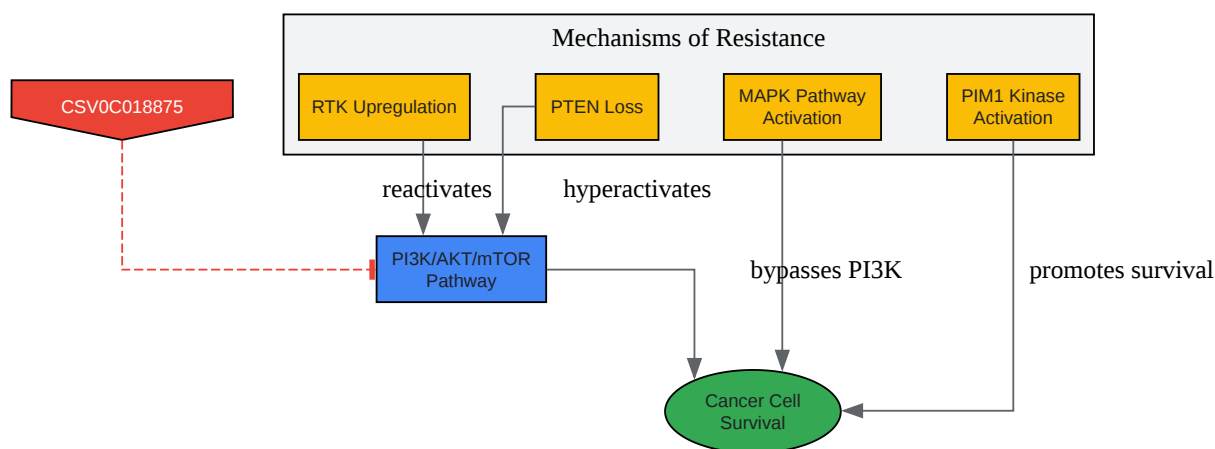 Mechanisms of Resistance
CSV0C018875
RTK Upregulation
PTEN Loss
MAPK Pathway
Activation
PIM1 Kinase
Activation
reactivates
hyperactivates
PI3K/AKT/mTOR
Pathway
bypasses PI3K
promotes survival
Cancer Cell
Survival